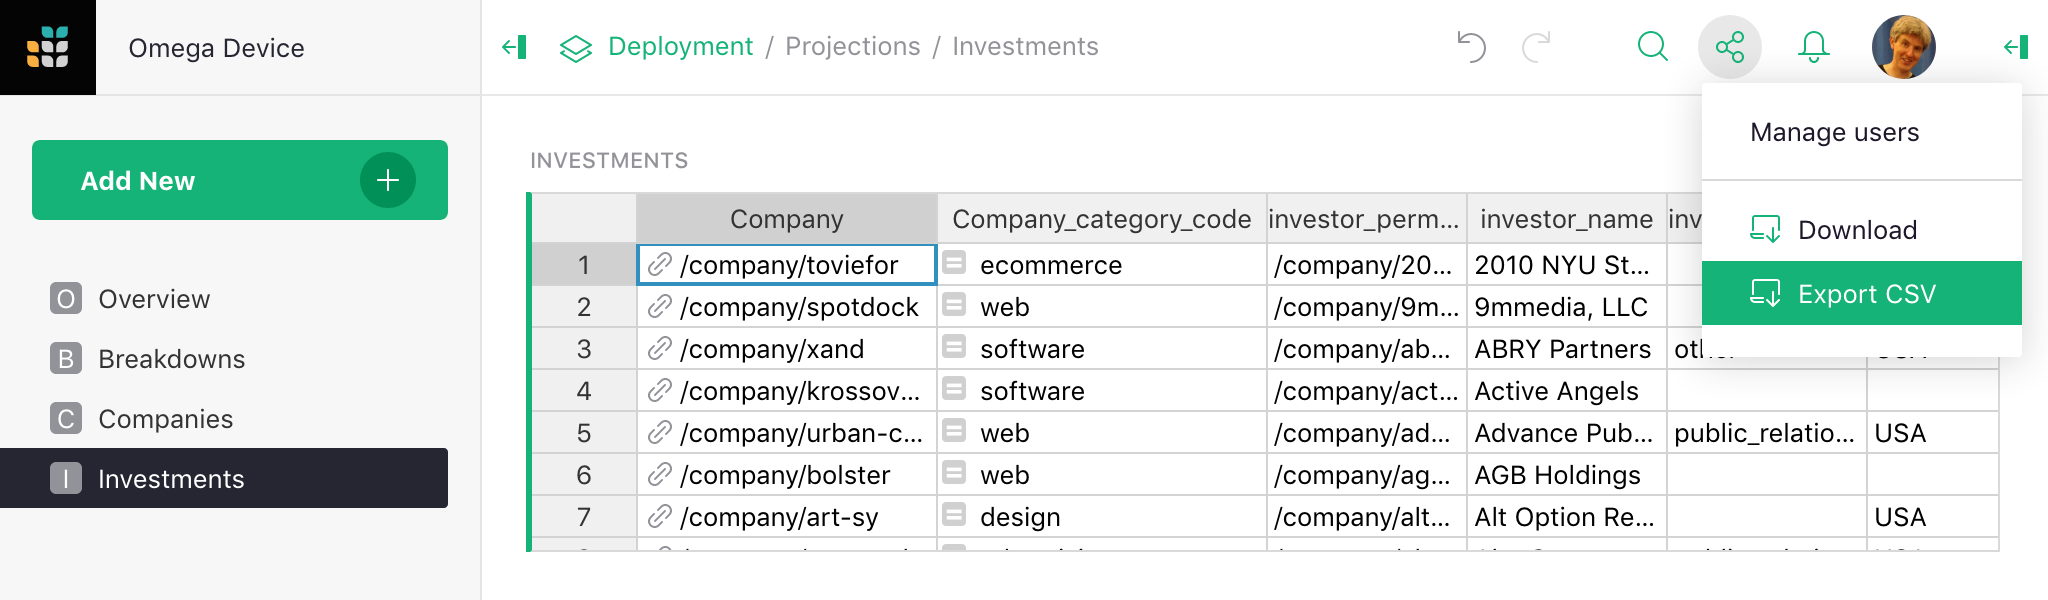 Omega Device
Deployment / Projections / Investments
Manage users
Download
Export CSV
Add New
O Overview
B Breakdowns
C Companies
I Investments
INVESTMENTS
Company Company_category_code investor_perm... investor_name inv
1 /company/toviefor ecommerce /company/20... 2010 NYU St...
2 /company/spotdock web /company/9m... 9mmedia, LLC
3 /company/xand software /company/ab... ABRY Partners
4 /company/krossov... software /company/act... Active Angels
5 /company/urban-c... web /company/ad... Advance Pub... public_relatio... USA
6 /company/bolster web /company/ag... AGB Holdings
7 /company/art-sy design /company/alt... Alt Option Re... USA